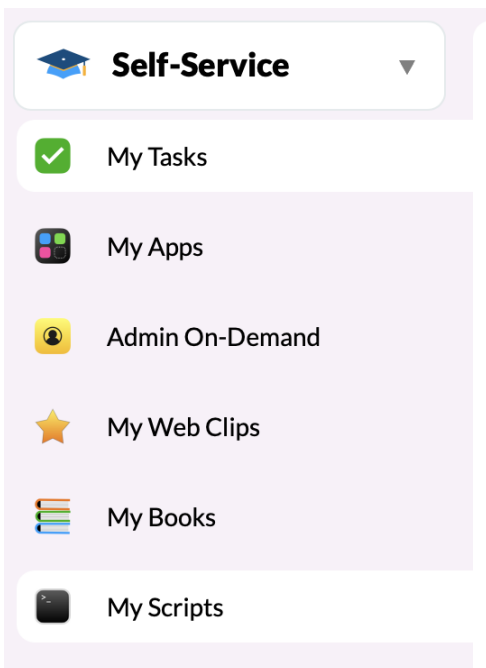 Self-Service ▼
My Tasks
My Apps
Admin On-Demand
My Web Clips
My Books
>_ My Scripts